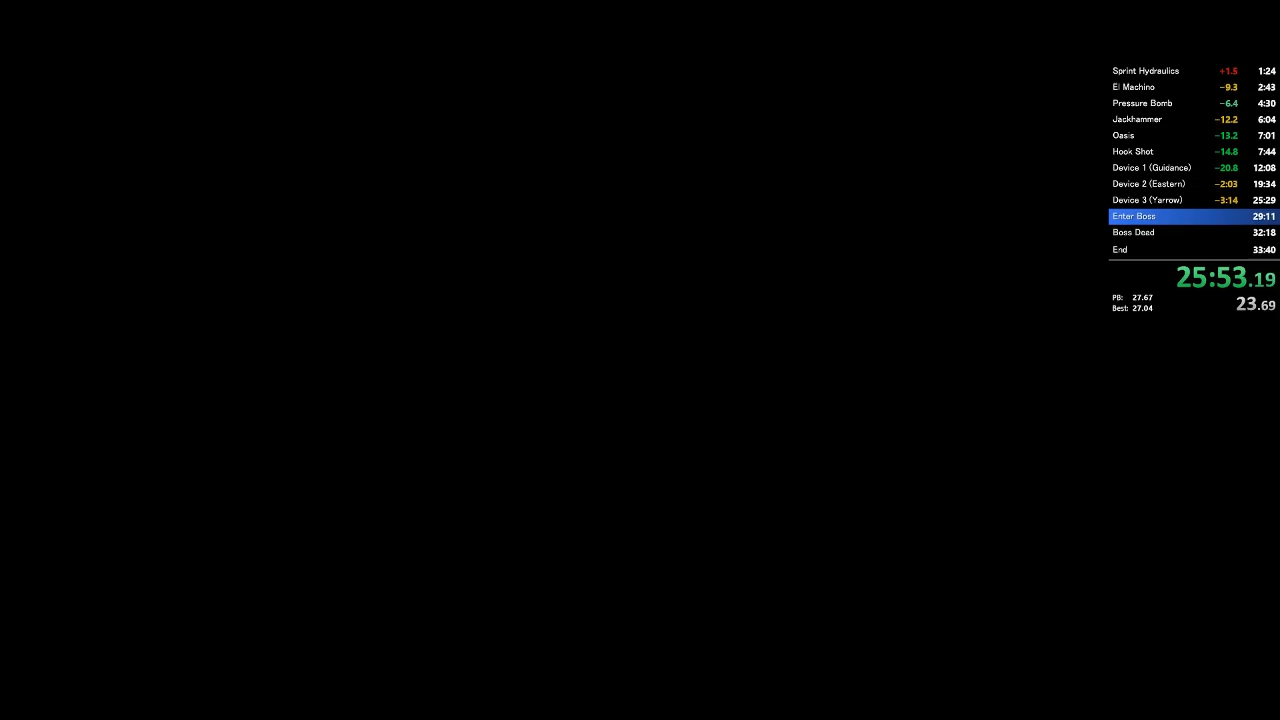 Sprint Hydraulics +1.5 1:24
El Machino −9.3 2:43
Pressure Bomb −6.4 4:30
Jackhammer −12.2 6:04
Oasis −13.2 7:01
Hook Shot −14.8 7:44
Device 1 (Guidance) −20.8 12:08
Device 2 (Eastern) −2:03 19:34
Device 3 (Yarrow) −3:14 25:29
Enter Boss 29:11
Boss Dead 32:18
End 33:40
25:53.19
PB: 27.67 23.69
Best: 27.04